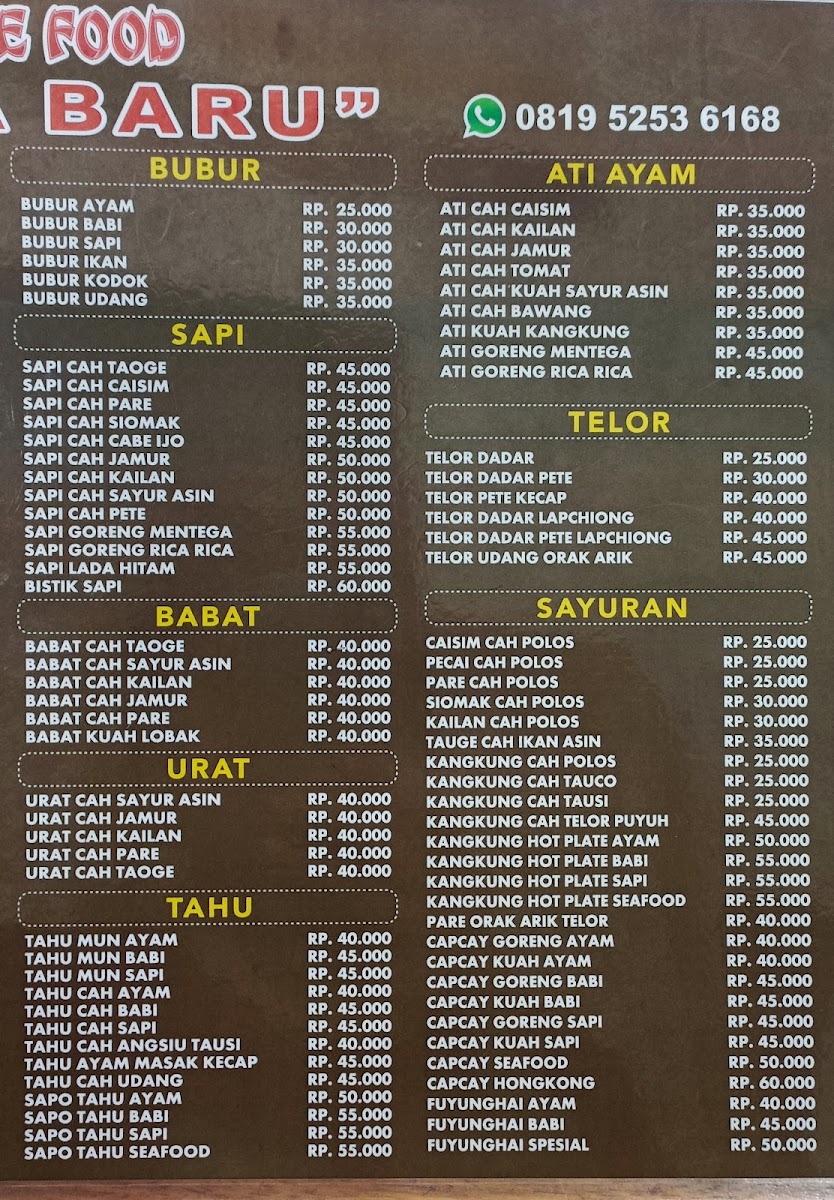 FOOD
BARU"
0819 5253 6168
BUBUR
BUBUR AYAM RP. 25.000
BUBUR BABI RP. 30.000
BUBUR SAPI RP. 30.000
BUBUR IKAN RP. 35.000
BUBUR KODOK RP. 35.000
BUBUR UDANG RP. 35.000
SAPI
SAPI CAH TAOGE RP. 45.000
SAPI CAH CAISIM RP. 45.000
SAPI CAH PARE RP. 45.000
SAPI CAH SIOMAK RP. 45.000
SAPI CAH CABE IJO RP. 45.000
SAPI CAH JAMUR RP. 50.000
SAPI CAH KAILAN RP. 50.000
SAPI CAH SAYUR ASIN RP. 50.000
SAPI CAH PETE RP. 50.000
SAPI GORENG MENTEGA RP. 55.000
SAPI GORENG RICA RICA RP. 55.000
SAPI LADA HITAM RP. 55.000
BISTIK SAPI RP. 60.000
BABAT
BABAT CAH TAOGE RP. 40.000
BABAT CAH SAYUR ASIN RP. 40.000
BABAT CAH KAILAN RP. 40.000
BABAT CAH JAMUR RP. 40.000
BABAT CAH PARE RP. 40.000
BABAT KUAH LOBAK RP. 40.000
URAT
URAT CAH SAYUR ASIN RP. 40.000
URAT CAH JAMUR RP. 40.000
URAT CAH KAILAN RP. 40.000
URAT CAH PARE RP. 40.000
URAT CAH TAOGE RP. 40.000
TAHU
TAHU MUN AYAM RP. 40.000
TAHU MUN BABI RP. 45.000
TAHU MUN SAPI RP. 45.000
TAHU CAH AYAM RP. 40.000
TAHU CAH BABI RP. 45.000
TAHU CAH SAPI RP. 45.000
TAHU CAH ANGSIU TAUSI RP. 40.000
TAHU AYAM MASAK KECAP RP. 45.000
TAHU CAH UDANG RP. 45.000
SAPO TAHU AYAM RP. 50.000
SAPO TAHU BABI RP. 55.000
SAPO TAHU SAPI RP. 55.000
SAPO TAHU SEAFOOD RP. 55.000
ATI AYAM
ATI CAH CAISIM RP. 35.000
ATI CAH KAILAN RP. 35.000
ATI CAH JAMUR RP. 35.000
ATI CAH TOMAT RP. 35.000
ATI CAH KUAH SAYUR ASIN RP. 35.000
ATI CAH BAWANG RP. 35.000
ATI KUAH KANGKUNG RP. 35.000
ATI GORENG MENTEGA RP. 45.000
ATI GORENG RICA RICA RP. 45.000
TELOR
TELOR DADAR RP. 25.000
TELOR DADAR PETE RP. 30.000
TELOR PETE KECAP RP. 40.000
TELOR DADAR LAPCHIONG RP. 40.000
TELOR DADAR PETE LAPCHIONG RP. 45.000
TELOR UDANG ORAK ARIK RP. 45.000
SAYURAN
CAISIM CAH POLOS RP. 25.000
PECAI CAH POLOS RP. 25.000
PARE CAH POLOS RP. 25.000
SIOMAK CAH POLOS RP. 30.000
KAILAN CAH POLOS RP. 30.000
TAUGE CAH IKAN ASIN RP. 35.000
KANGKUNG CAH POLOS RP. 25.000
KANGKUNG CAH TAUCO RP. 25.000
KANGKUNG CAH TAUSI RP. 25.000
KANGKUNG CAH TELOR PUYUH RP. 45.000
KANGKUNG HOT PLATE AYAM RP. 50.000
KANGKUNG HOT PLATE BABI RP. 55.000
KANGKUNG HOT PLATE SAPI RP. 55.000
KANGKUNG HOT PLATE SEAFOOD RP. 55.000
PARE ORAK ARIK TELOR RP. 40.000
CAPCAY GORENG AYAM RP. 40.000
CAPCAY KUAH AYAM RP. 40.000
CAPCAY GORENG BABI RP. 45.000
CAPCAY KUAH BABI RP. 45.000
CAPCAY GORENG SAPI RP. 45.000
CAPCAY KUAH SAPI RP. 45.000
CAPCAY SEAFOOD RP. 50.000
CAPCAY HONGKONG RP. 60.000
FUYUNGHAI AYAM RP. 40.000
FUYUNGHAI BABI RP. 45.000
FUYUNGHAI SPESIAL RP. 50.000